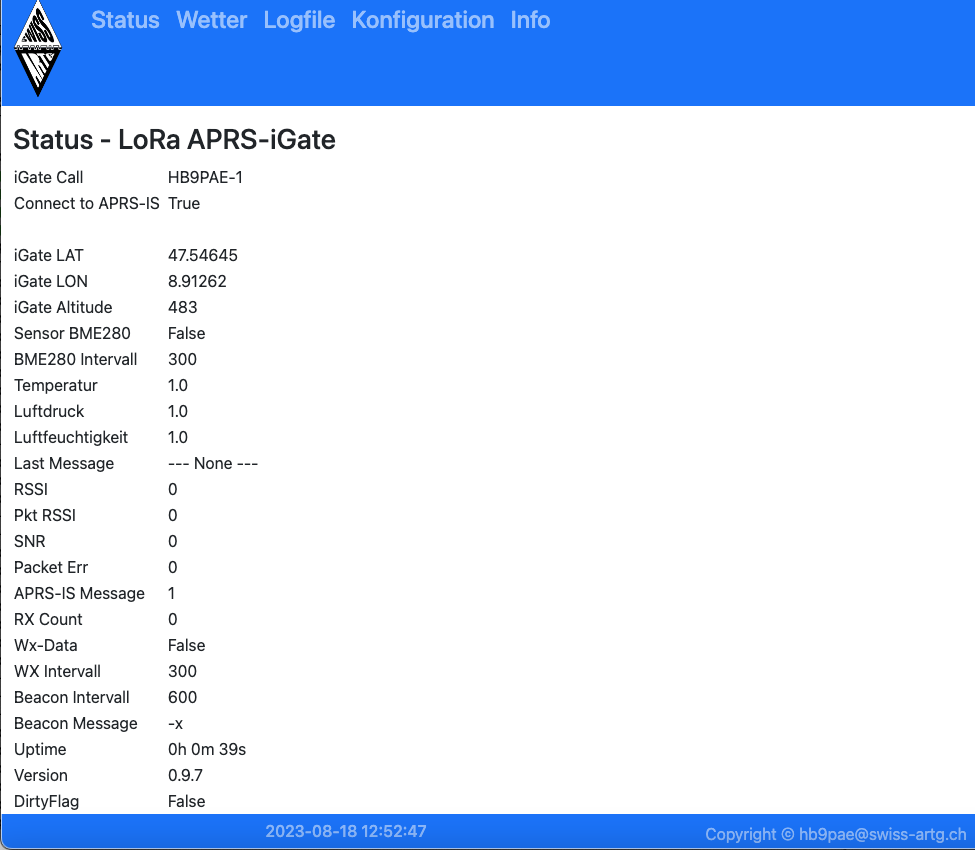 SWISS
Status Wetter Logfile Konfiguration Info
Status - LoRa APRS-iGate
iGate Call HB9PAE-1
Connect to APRS-IS True
iGate LAT 47.54645
iGate LON 8.91262
iGate Altitude 483
Sensor BME280 False
BME280 Intervall 300
Temperatur 1.0
Luftdruck 1.0
Luftfeuchtigkeit 1.0
Last Message --- None ---
RSSI 0
Pkt RSSI 0
SNR 0
Packet Err 0
APRS-IS Message 1
RX Count 0
Wx-Data False
WX Intervall 300
Beacon Intervall 600
Beacon Message -x
Uptime 0h 0m 39s
Version 0.9.7
DirtyFlag False
2023-08-18 12:52:47
Copyright © hb9pae@swiss-artg.ch